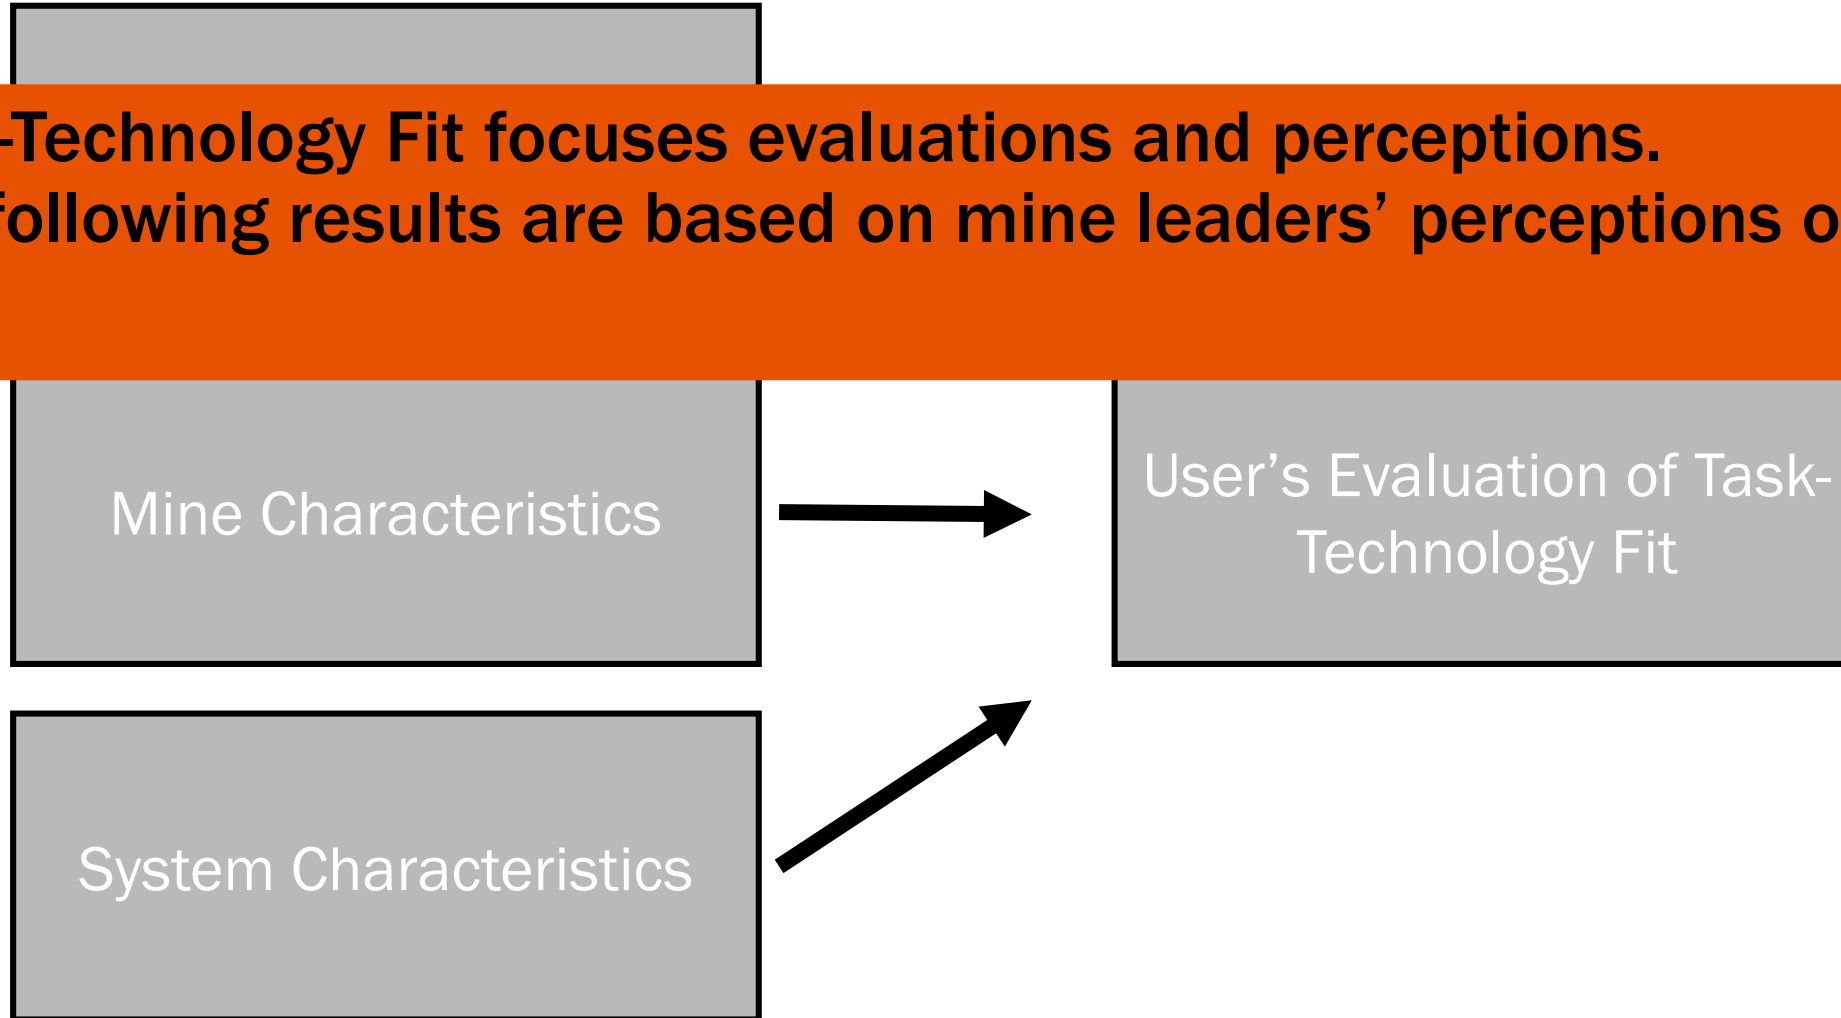 -Technology Fit focuses evaluations and perceptions.
following results are based on mine leaders’ perceptions o
Mine Characteristics
User’s Evaluation of Task-
Technology Fit
System Characteristics